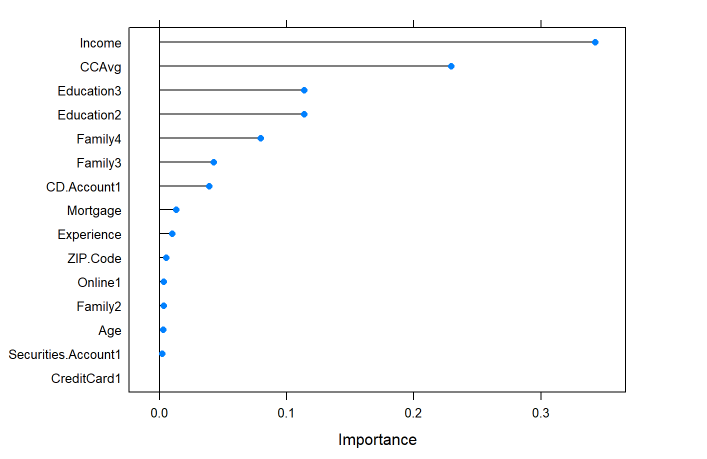 Income
CCAvg
Education3
Education2
Family4
Family3
CD.Account1
Mortgage
Experience
ZIP.Code
Online1
Family2
Age
Securities.Account1
CreditCard1
0.0 0.1 0.2 0.3
Importance